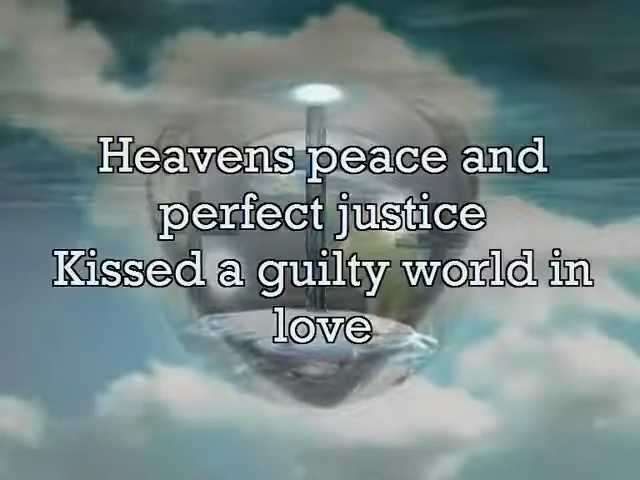 Heavens peace and
perfect justice
Kissed a guilty world in
love